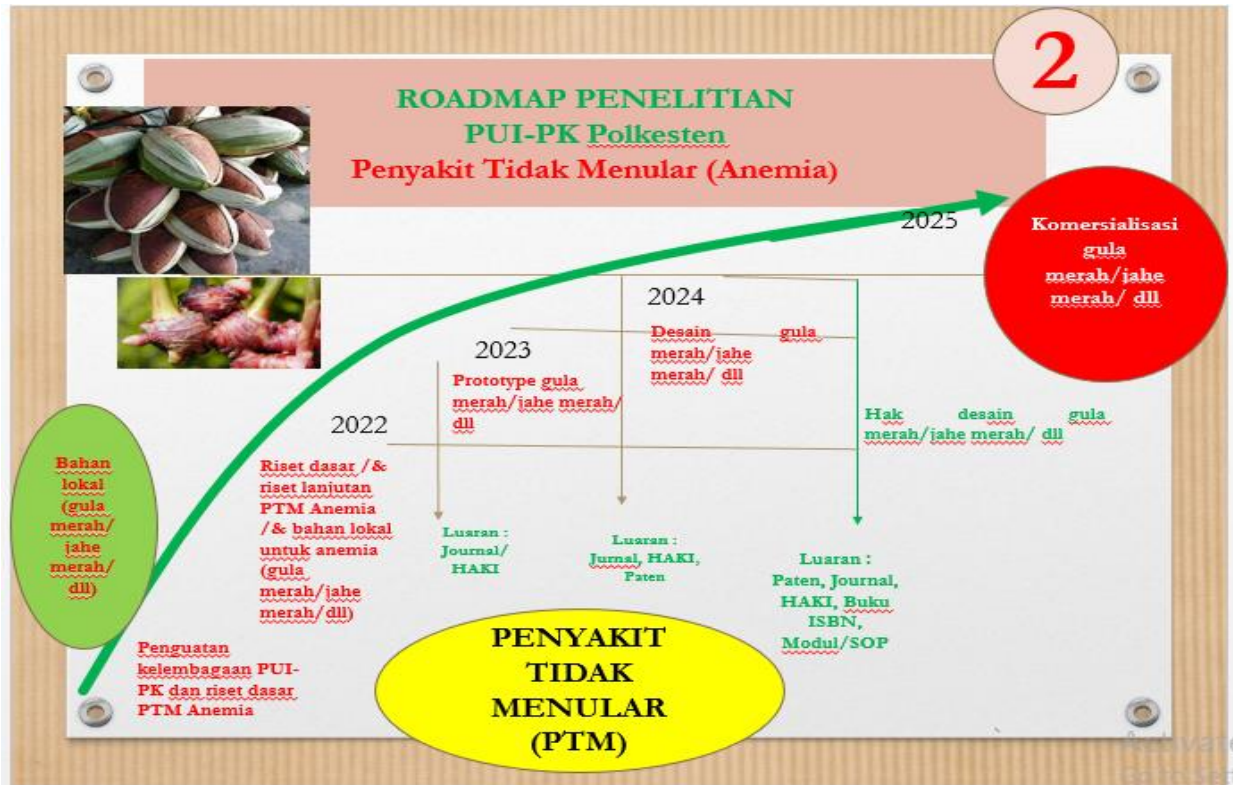 2
ROADMAP PENELITIAN
PUI-PK Polkesten
Penyakit Tidak Menular (Anemia)
2025
Komersialisasi
gula
merah/jahe
merah/ dll
2024
Desain gula
merah/jahe
merah/ dll
2023
Prototype gula
merah/jahe merah/
dll
2022
Hak desain gula
merah/jahe merah/ dll
Bahan
lokal
(gula
merah/
jahe
merah/
dll)
Riset dasar /&
riset lanjutan
PTM Anemia
/& bahan lokal
untuk anemia
(gula
merah/jahe
merah/dll)
Luaran :
Journal/
HAKI
Luaran :
Jurnal, HAKI,
Paten
Luaran :
Paten, Journal,
HAKI, Buku
ISBN,
Modul/SOP
Penguatan
kelembagaan PUI-
PK dan riset dasar
PTM Anemia
PENYAKIT
TIDAK
MENULAR
(PTM)